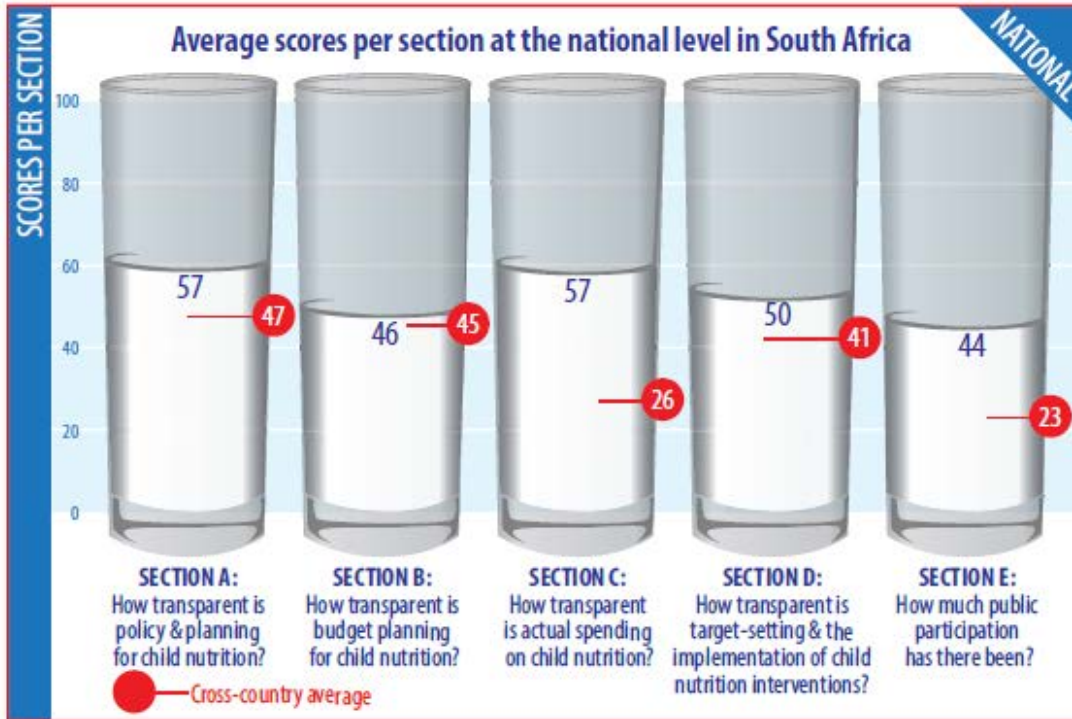 SCORES PER SECTION
Average scores per section at the national level in South Africa
NATIONAL
100
80
60
40
20
0
57
47
46
45
57
26
50
41
44
23
SECTION A:
How transparent is
policy & planning
for child nutrition?
SECTION B:
How transparent is
budget planning
for child nutrition?
SECTION C:
How transparent
is actual spending
on child nutrition?
SECTION D:
How transparent is
target-setting & the
implementation of child
nutrition interventions?
SECTION E:
How much public
participation
has there been?
Cross-country average